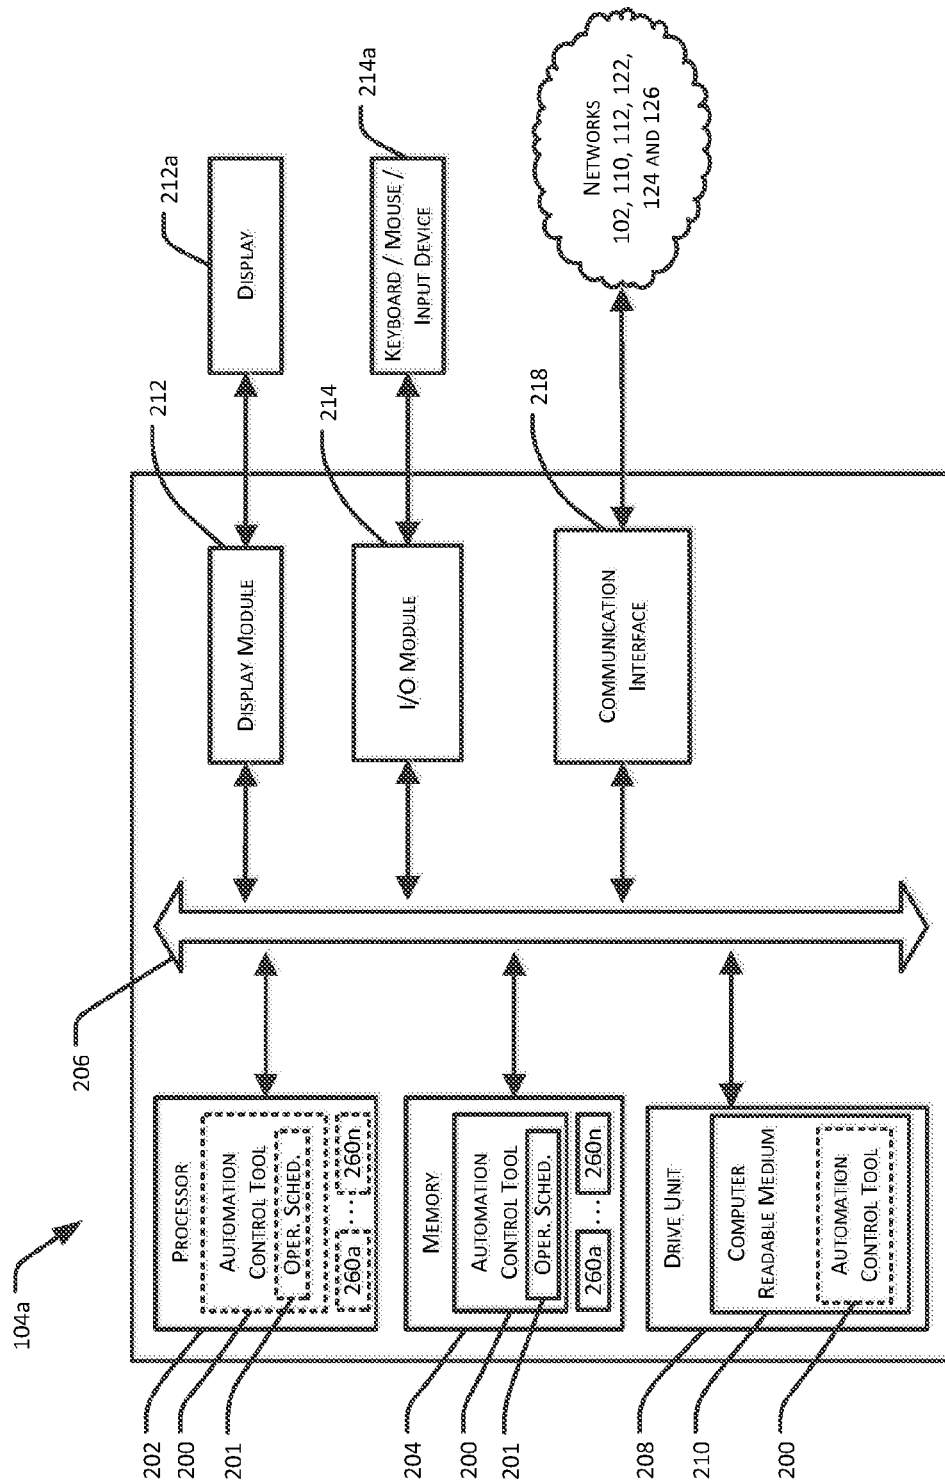 104a
202
200
201
204
200
201
208
210
200
PROCESSOR
AUTOMATION
CONTROL TOOL
OPER. SCHED.
260a ... 260n
MEMORY
AUTOMATION
CONTROL TOOL
OPER. SCHED.
260a ... 260n
DRIVE UNIT
COMPUTER
READABLE MEDIUM
AUTOMATION
CONTROL TOOL
206
DISPLAY MODULE
212
I/O MODULE
214
COMMUNICATION
INTERFACE
218
DISPLAY
212a
KEYBOARD / MOUSE /
INPUT DEVICE
214a
NETWORKS
102, 110, 112, 122,
124 AND 126